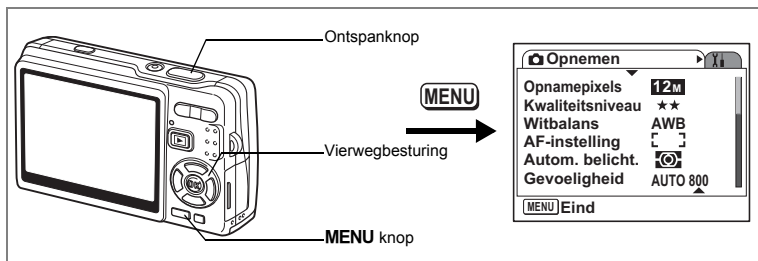 Ontspanknop
Vierwegbesturing
MENU knop
OK
MENU
Opnemen
Opnamepixels 12M
Kwaliteitsniveau ★★
Witbalans AWB
AF-instelling [ ]
Autom. belicht.
Gevoeligheid AUTO 800
MENU Eind